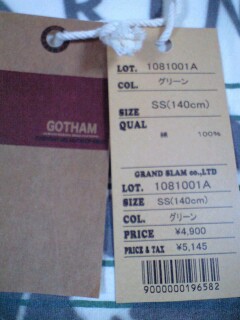 GOTHAM
LOT. 1081001A
COL. グリーン
SIZE SS(140cm)
QUAL
綿 100%
GRAND SLAM co.,LTD
LOT. 1081001A
SIZE SS(140cm)
COL. グリーン
PRICE ¥4,900
PRICE & TAX ¥5,145
9000000196582